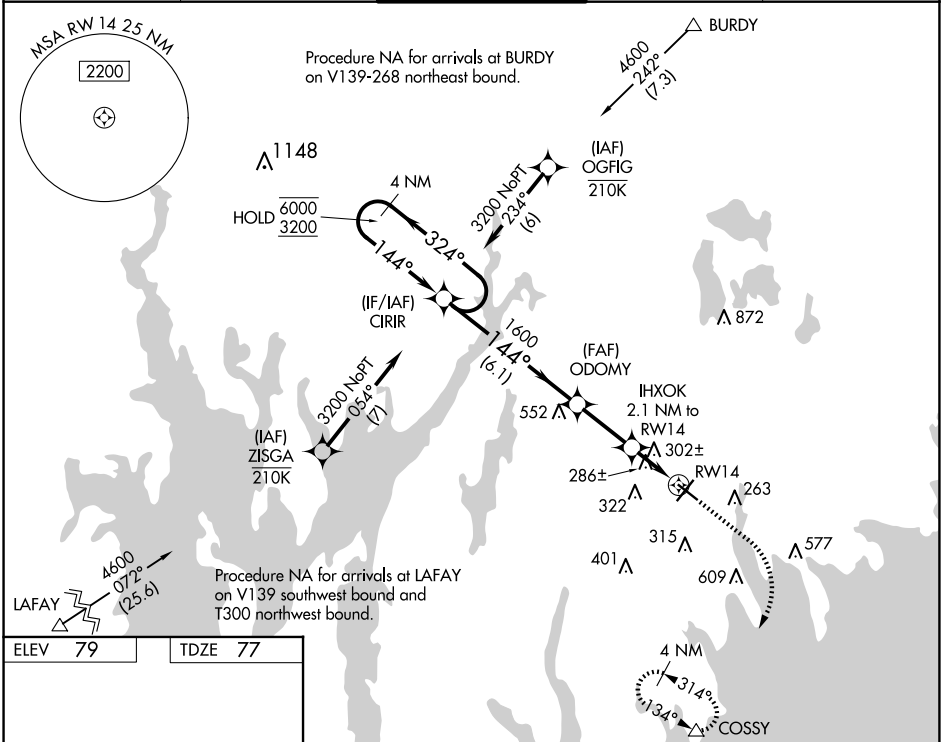 MSA RW 14 25 NM
2200
Procedure NA for arrivals at BURDY
on V139-268 northeast bound.
BURDY
4600
242°
(7.3)
(IAF)
OGFIG
210K
3200 NoPT
234°
(6)
1148
4 NM
HOLD
6000
3200
324°
144°
(IF/IAF)
CIRIR
872
1600
144°
(6.1)
(FAF)
ODOMY
552
IHXOK
2.1 NM to
RW14
302±
286±
RW14
322
263
315
401
577
609
3200 NoPT
054°
(7)
(IAF)
ZISGA
210K
4600
072°
(25.6)
LAFAY
Procedure NA for arrivals at LAFAY
on V139 southwest bound and
T300 northwest bound.
ELEV 79
TDZE 77
4 NM
314°
134°
COSSY